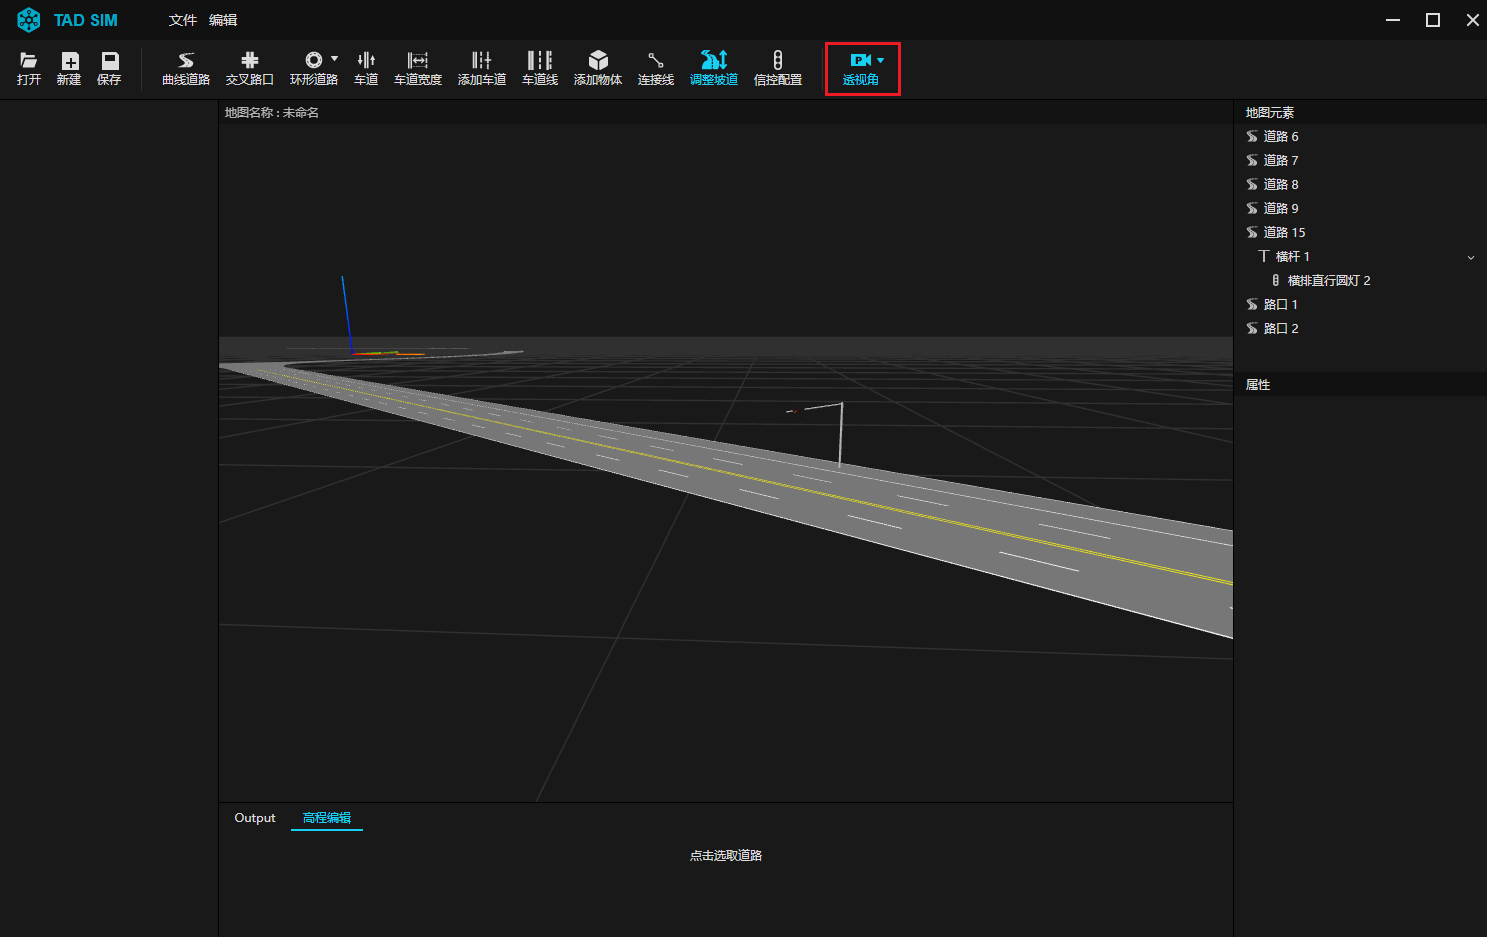 TAD SIM 文件 编辑
打开 新建 保存 曲线道路 交叉路口 环形道路 车道 车道宽度 添加车道 车道线 添加物体 连接线 调整坡道 信控配置 P 透视角
地图名称 : 未命名
地图元素
道路 6
道路 7
道路 8
道路 9
道路 15
横杆 1
横排直行圆灯 2
路口 1
路口 2
属性
Output 高程编辑
点击选取道路